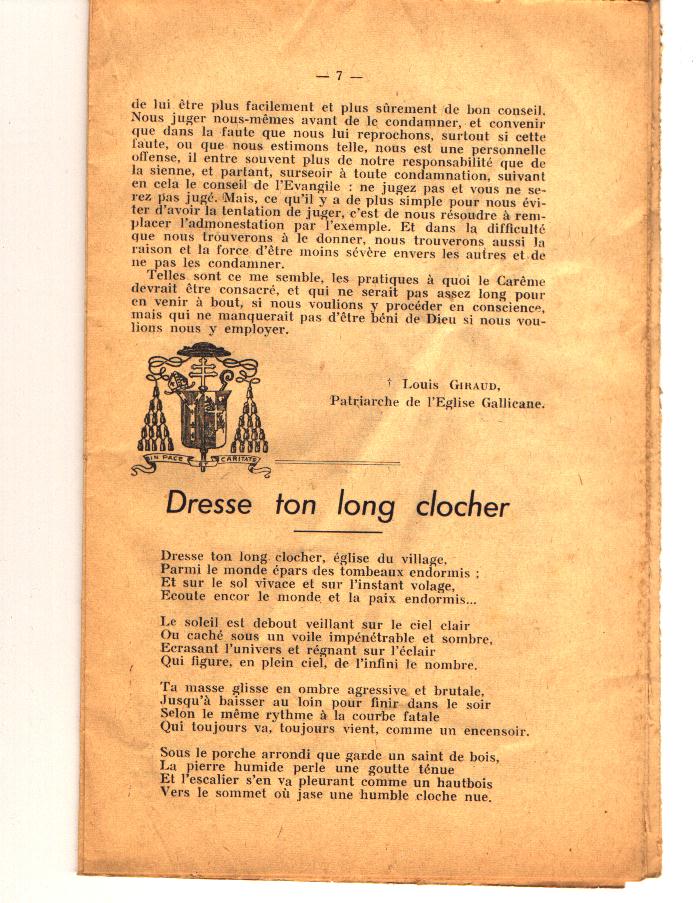 — 7 —
de lui être plus facilement et plus sûrement de bon conseil.
Nous juger nous-mêmes avant de le condamner, et convenir
que dans la faute que nous lui reprochons, surtout si cette
faute, ou que nous estimons telle, nous est une personnelle
offense, il entre souvent plus de notre responsabilité que de
la sienne, et partant, surseoir à toute condamnation, suivant
en cela le conseil de l'Evangile : ne jugez pas et vous ne se-
rez pas jugé. Mais, ce qu'il y a de plus simple pour nous évi-
ter d'avoir la tentation de juger, c'est de nous résoudre à rem-
placer l'admonestation par l'exemple. Et dans la difficulté
que nous trouverons à le donner, nous trouverons aussi la
raison et la force d'être moins sévère envers les autres et de
ne pas les condamner.
Telles sont ce me semble, les pratiques à quoi le Carême
devrait être consacré, et qui ne serait pas assez long pour
en venir à bout, si nous voulions y procéder en conscience,
mais qui ne manquerait pas d'être béni de Dieu si nous vou-
lions nous y employer.
† Louis GIRAUD,
Patriarche de l'Eglise Gallicane.
IN PACE CARITATE
Dresse ton long clocher
Dresse ton long clocher, église du village,
Parmi le monde épars des tombeaux endormis ;
Et sur le sol vivace et sur l'instant volage,
Ecoute encor le monde et la paix endormis...
Le soleil est debout veillant sur le ciel clair
Ou caché sous un voile impénétrable et sombre,
Ecrasant l'univers et régnant sur l'éclair
Qui figure, en plein ciel, de l'infini le nombre.
Ta masse glisse en ombre agressive et brutale,
Jusqu'à baisser au loin pour finir dans le soir
Selon le même rythme à la courbe fatale
Qui toujours va, toujours vient, comme un encensoir.
Sous le porche arrondi que garde un saint de bois,
La pierre humide perle une goutte ténue
Et l'escalier s'en va pleurant comme un hautbois
Vers le sommet où jase une humble cloche nue.